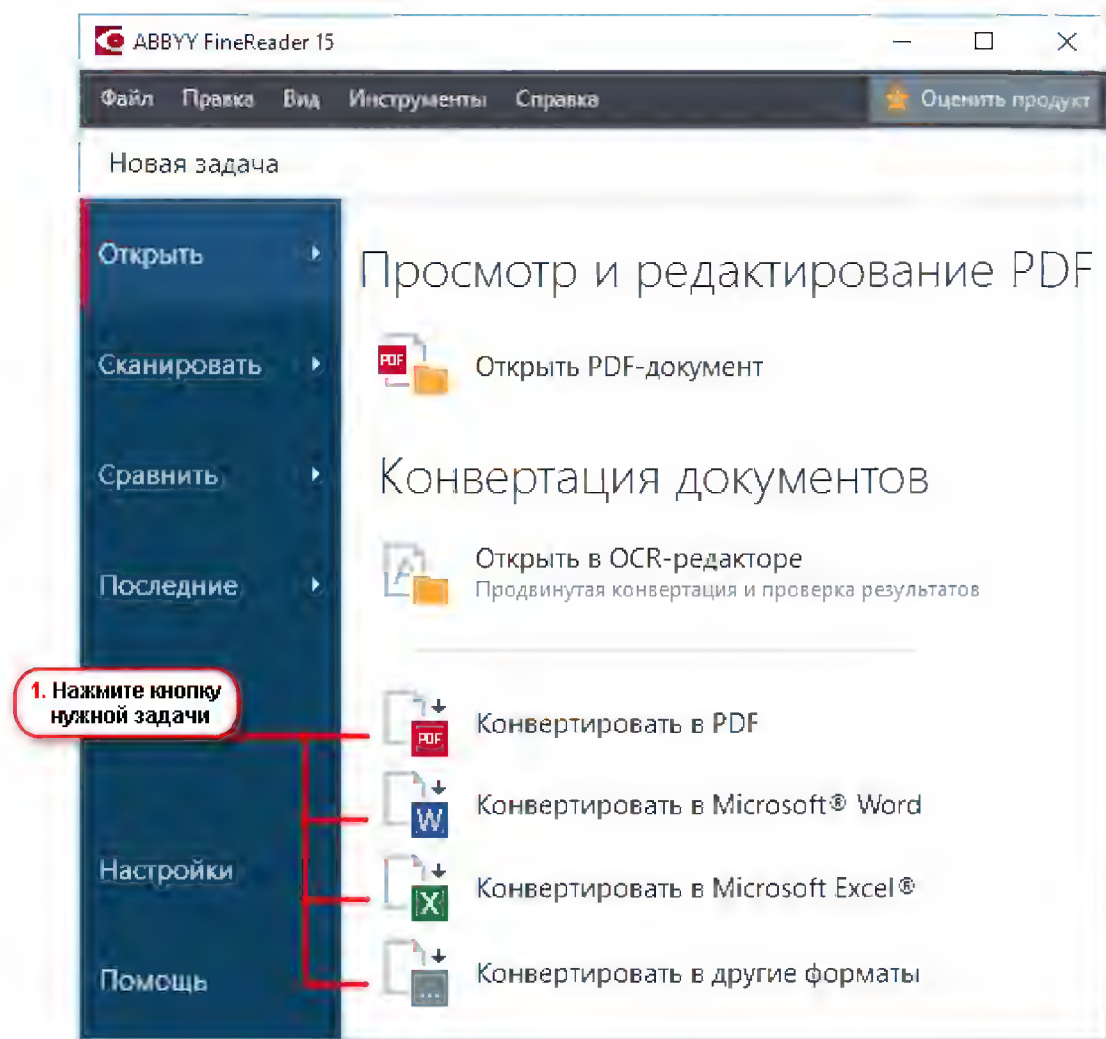 ABBYY FineReader 15
Файл Правка Вид Инструменты Справка Оценить продукт
Новая задача
Открыть
Сканировать
Сравнить
Последние
1. Нажмите кнопку
нужной задачи
Настройки
Помощь
Просмотр и редактирование PDF
PDF
Открыть PDF-документ
Конвертация документов
A
Открыть в OCR-редакторе
Продвинутая конвертация и проверка результатов
PDF
Конвертировать в PDF
W
Конвертировать в Microsoft® Word
X
Конвертировать в Microsoft Excel®
...
Конвертировать в другие форматы